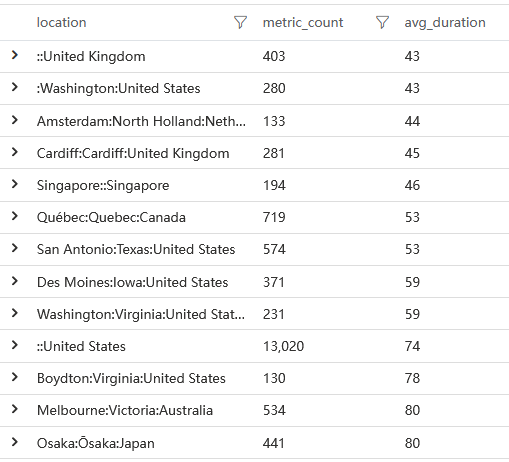 location metric_count avg_duration
::United Kingdom 403 43
:Washington:United States 280 43
Amsterdam:North Holland:Neth... 133 44
Cardiff:Cardiff:United Kingdom 281 45
Singapore::Singapore 194 46
Québec:Quebec:Canada 719 53
San Antonio:Texas:United States 574 53
Des Moines:Iowa:United States 371 59
Washington:Virginia:United Stat... 231 59
::United States 13,020 74
Boydton:Virginia:United States 130 78
Melbourne:Victoria:Australia 534 80
Osaka:Ōsaka:Japan 441 80